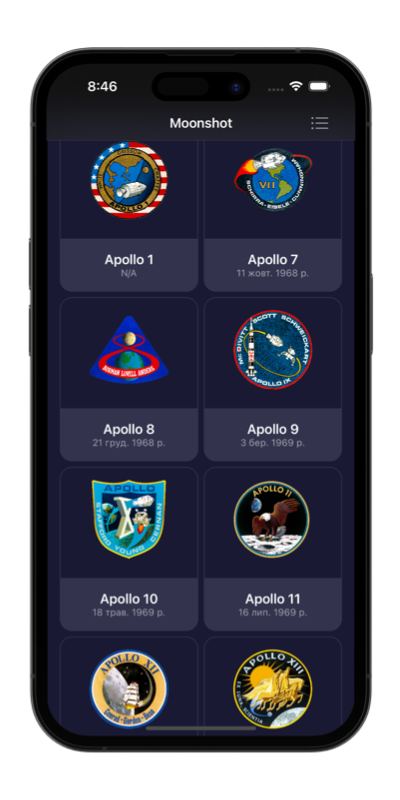 8:46
Moonshot
APOLLO 1
VII
SCHIRRA · EISELE · CUNNINGHAM
Apollo 1
Apollo 7
N/A
11 жовт. 1968 р.
BORMAN LOVELL ANDERS
McDIVITT SCOTT SCHWEICKART
APOLLO IX
Apollo 8
Apollo 9
21 груд. 1968 р.
3 бер. 1969 р.
APOLLO
STAFFORD YOUNG CERNAN
APOLLO 11
Apollo 10
Apollo 11
18 трав. 1969 р.
16 лип. 1969 р.
APOLLO XII
Conrad · Gordon · Bean
APOLLO XIII
EX LUNA, SCIENTIA